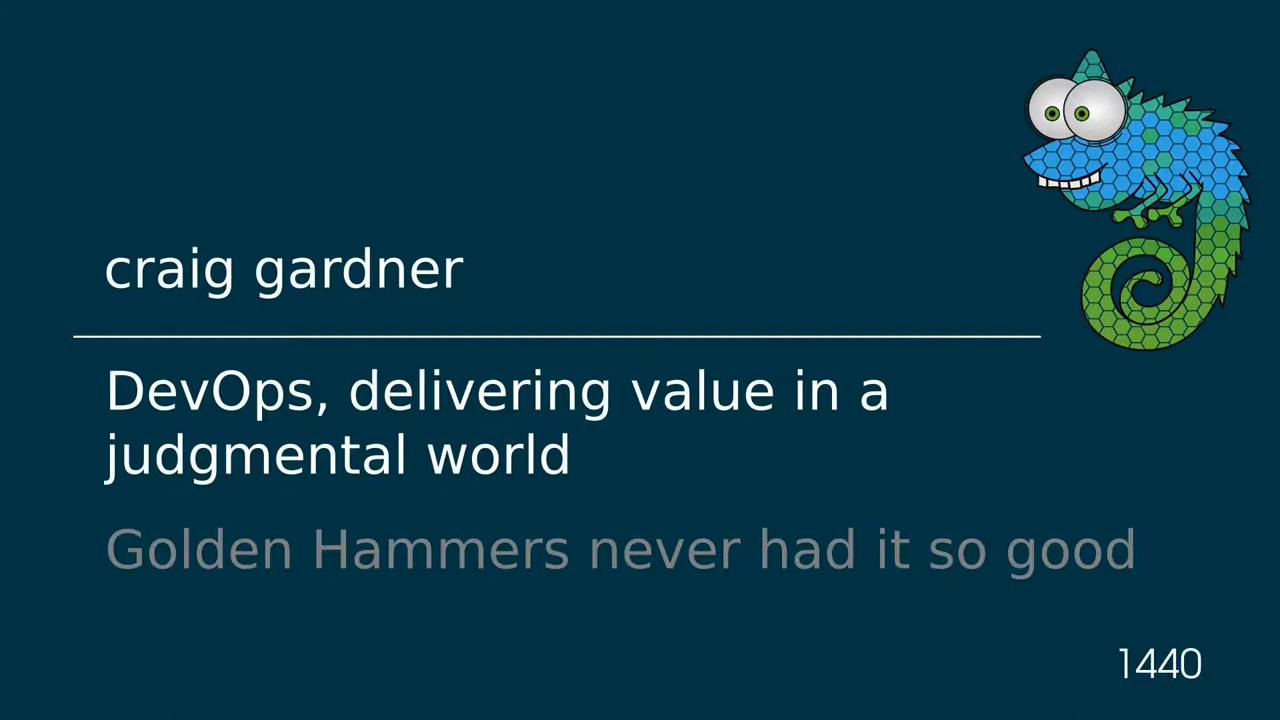 craig gardner
DevOps, delivering value in a
judgmental world
Golden Hammers never had it so good
1440